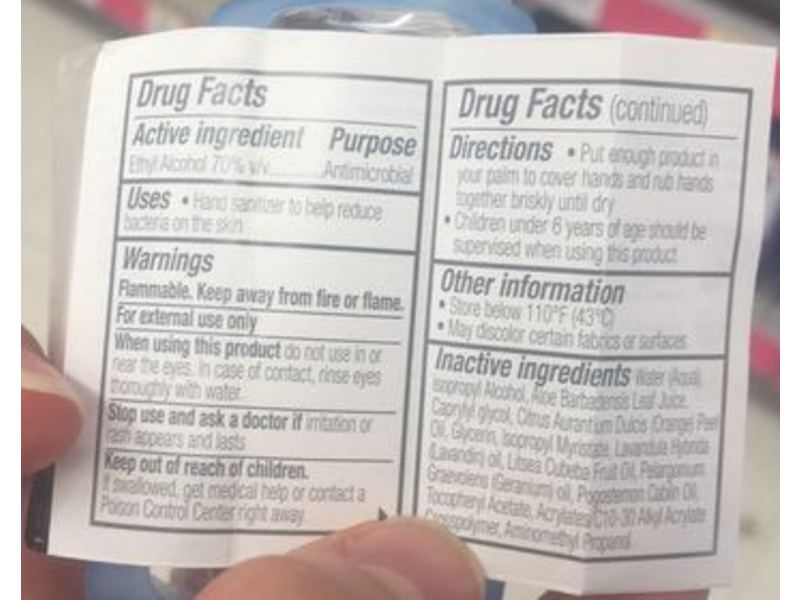 Drug Facts
Active ingredient Purpose
Ethyl Alcohol 70% v/v Antimicrobial
Uses • Hand sanitizer to help reduce
bacteria on the skin
Warnings
Flammable. Keep away from fire or flame.
For external use only
When using this product do not use in or
near the eyes. In case of contact, rinse eyes
thoroughly with water.
Stop use and ask a doctor if irritation or
rash appears and lasts
Keep out of reach of children.
If swallowed, get medical help or contact a
Poison Control Center right away
Drug Facts (continued)
Directions • Put enough product in
your palm to cover hands and rub hands
together briskly until dry
• Children under 6 years of age should be
supervised when using this product
Other information
• Store below 110°F (43°C)
• May discolor certain fabrics or surfaces
Inactive ingredients Water (Aqua),
Isopropyl Alcohol, Aloe Barbadensis Leaf Juice,
Caprylyl glycol, Citrus Aurantium Dulcis (Orange) Peel
Oil, Glycerin, Isopropyl Myristate, Lavandula Hybrida
(Lavandin) oil, Litsea Cubeba Fruit Oil, Pelargonium
Graveolens (Geranium) oil, Pogostemon Cablin Oil,
Tocopheryl Acetate, Acrylates/C10-30 Alkyl Acrylate
Crosspolymer, Aminomethyl Propanol